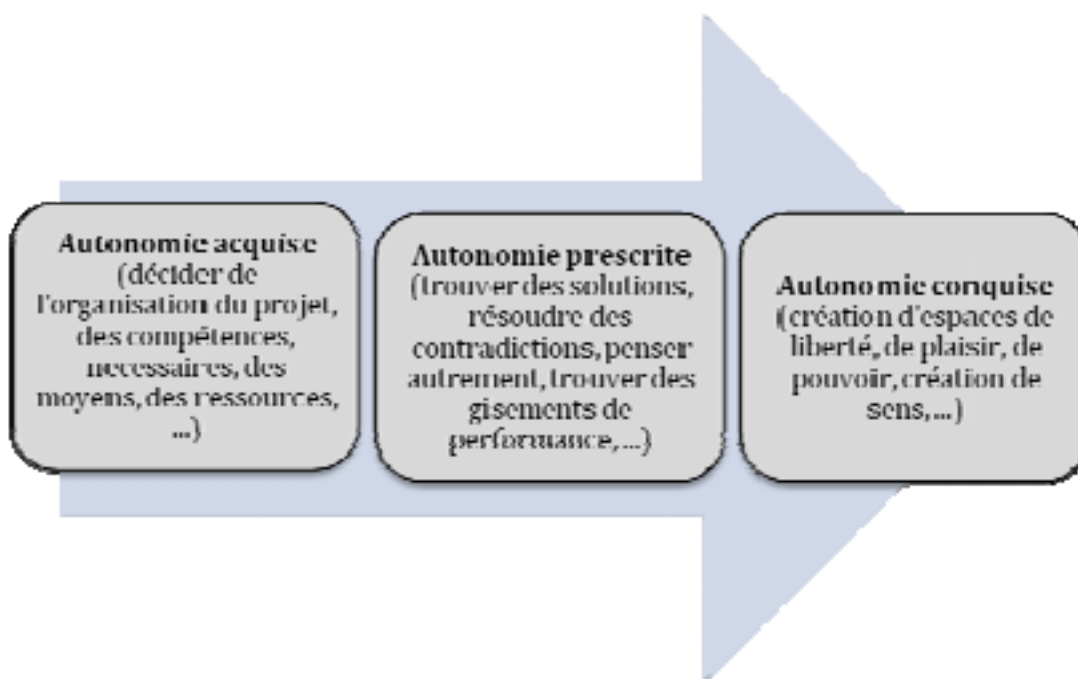 Autonomie acquise
(décider de
l'organisation du projet,
des compétences,
necessaires, des
moyens, des ressources,
...)
Autonomie prescrite
(trouver des solutions,
résoudre des
contradictions, penser
autrement, trouver des
gisements de
performance, ...)
Autonomie conquise
(création d'espaces de
liberté, de plaisir, de
pouvoir, création de
sens, ...)